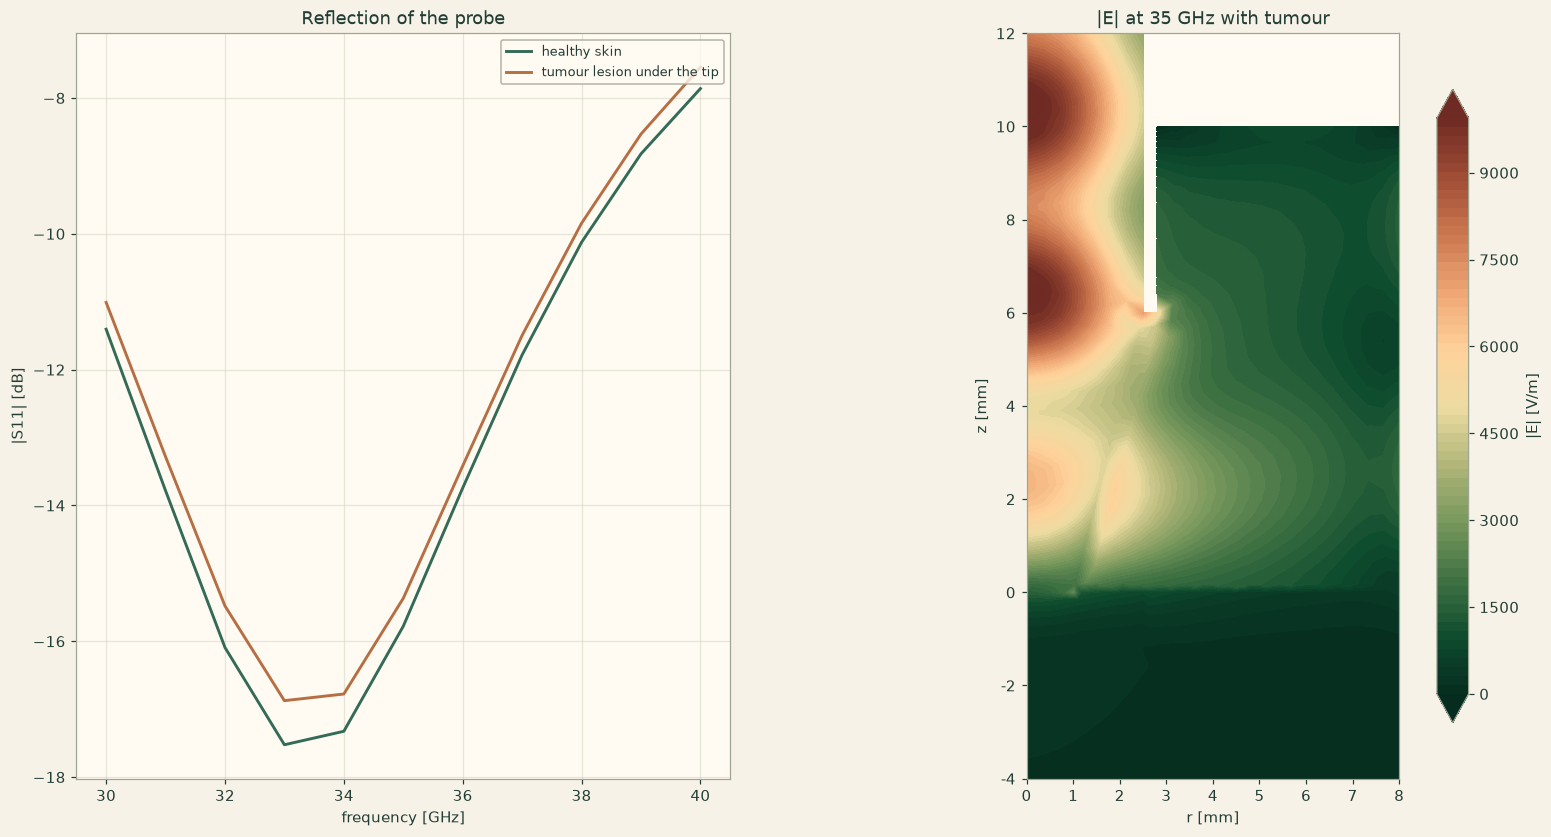 Reflection of the probe
healthy skin
tumour lesion under the tip
−8
−10
−12
−14
−16
−18
|S11| [dB]
30 32 34 36 38 40
frequency [GHz]
|E| at 35 GHz with tumour
12
10
8
6
4
2
0
-2
-4
z [mm]
0 1 2 3 4 5 6 7 8
r [mm]
9000
7500
6000
4500
3000
1500
0
|E| [V/m]